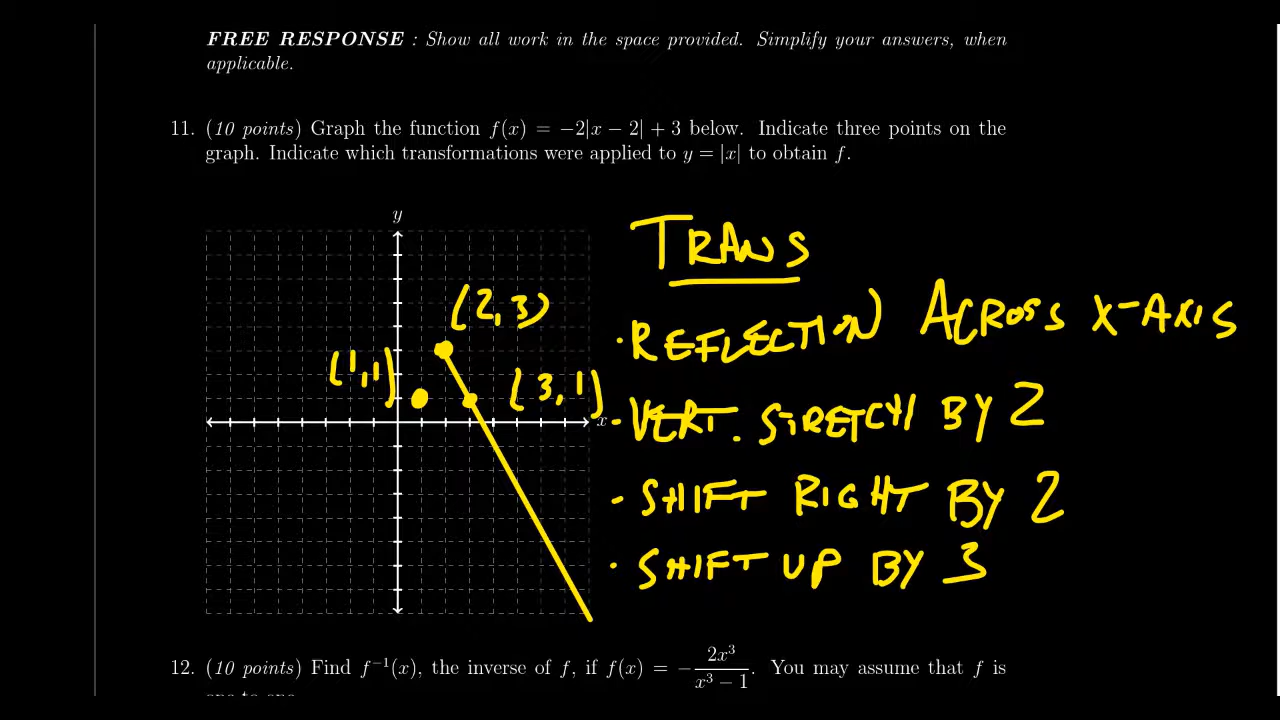 FREE RESPONSE : Show all work in the space provided. Simplify your answers, when
applicable.
11. (10 points) Graph the function f(x) = −2|x − 2| + 3 below. Indicate three points on the
graph. Indicate which transformations were applied to y = |x| to obtain f.
y
TRANS
(2,3)
· REFLECTION ACROSS X-AXIS
(1,1)
(3,1)
x
· VERT. STRETCH BY 2
· SHIFT RIGHT BY 2
· SHIFT UP BY 3
12. (10 points) Find f⁻¹(x), the inverse of f, if f(x) = −2x³/(x³ − 1). You may assume that f is